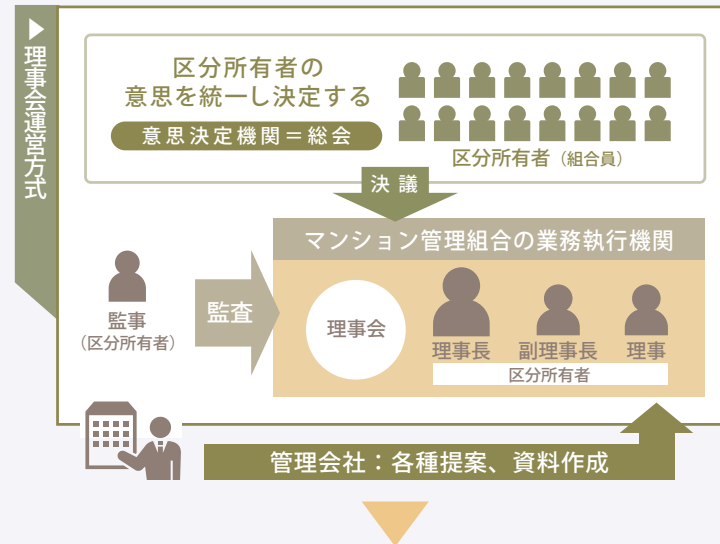 理事会運営方式
区分所有者の
意思を統一し決定する
意思決定機関＝総会
区分所有者（組合員）
決議
マンション管理組合の業務執行機関
監事
（区分所有者）
監査
理事会
理事長
副理事長
理事
区分所有者
管理会社：各種提案、資料作成